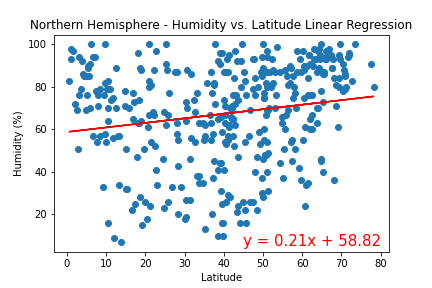 Northern Hemisphere - Humidity vs. Latitude Linear Regression
100
80
60
40
20
Humidity (%)
y = 0.21x + 58.82
0 10 20 30 40 50 60 70 80
Latitude